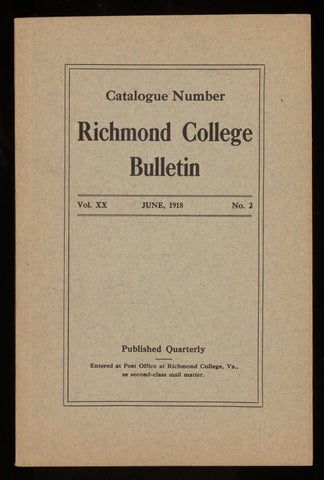 Catalogue Number
Richmond College
Bulletin
Vol. XX JUNE, 1918 No. 2
Published Quarterly
Entered at Post Office at Richmond College, Va.,
as second-class mail matter.